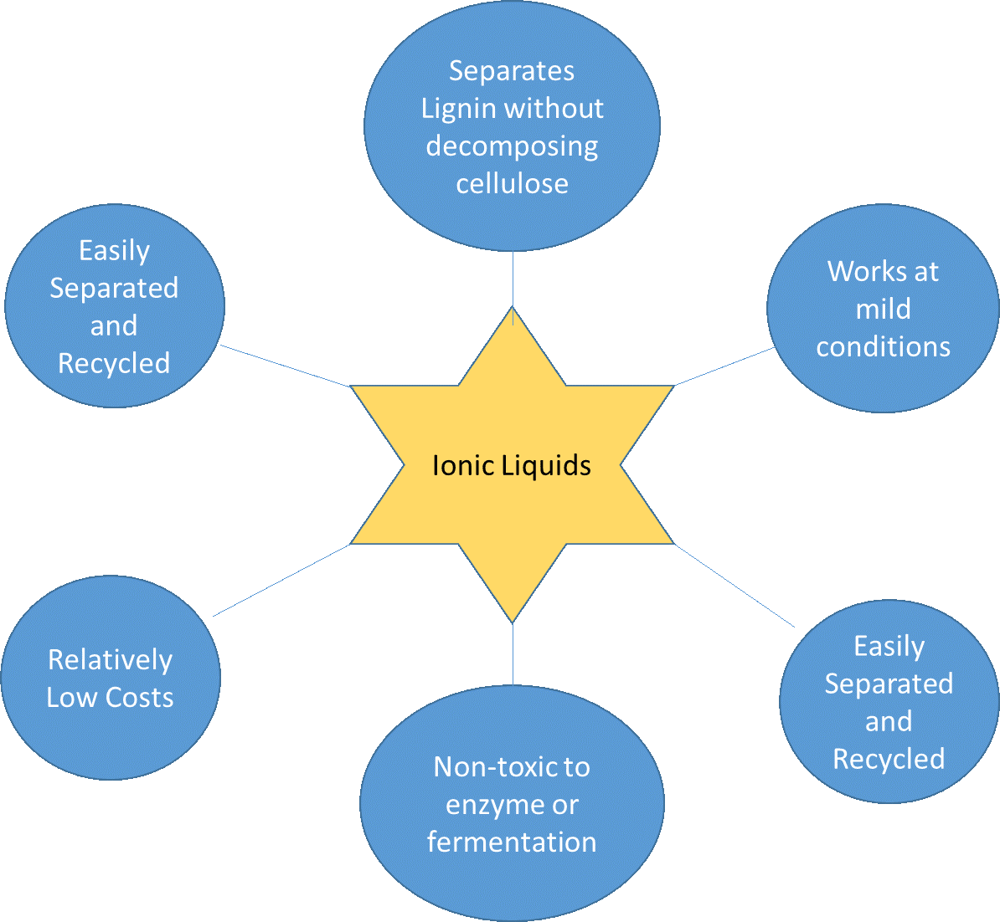 Separates
Lignin without
decomposing
cellulose
Easily
Separated
and
Recycled
Works at
mild
conditions
Ionic Liquids
Relatively
Low Costs
Easily
Separated
and
Recycled
Non-toxic to
enzyme or
fermentation